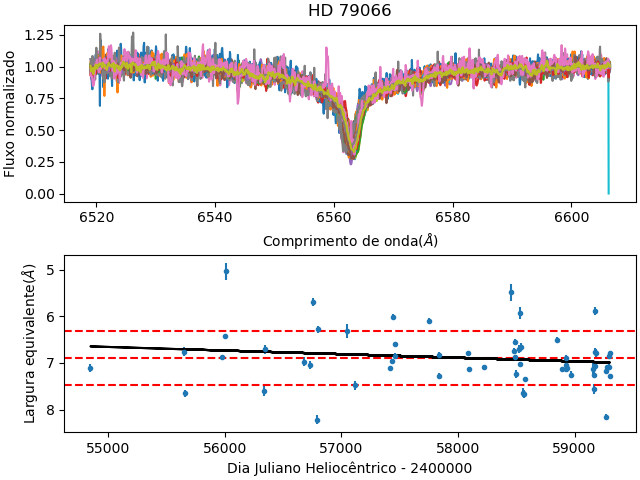 HD 79066
Fluxo normalizado
1.25
1.00
0.75
0.50
0.25
0.00
6520 6540 6560 6580 6600
Comprimento de onda(Å)
Largura equivalente(Å)
5
6
7
8
55000 56000 57000 58000 59000
Dia Juliano Heliocêntrico - 2400000